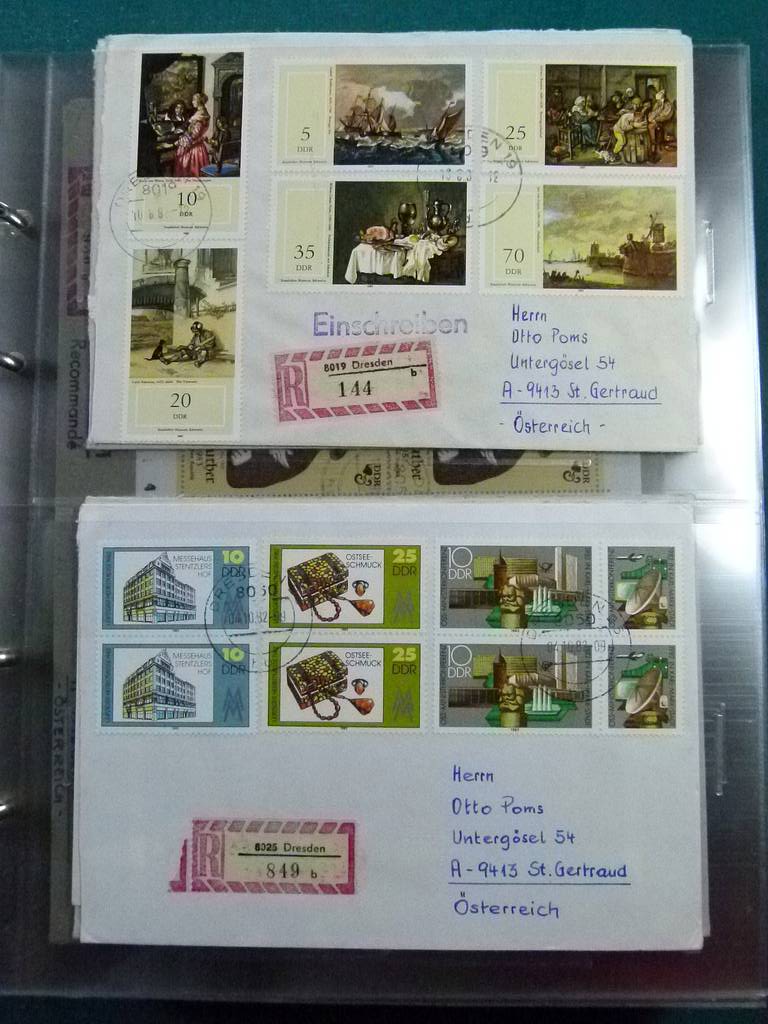 10
DDR
20
DDR
5
DDR
25
35
DDR
70
DDR
8019
Einschreiben
R
8019 Dresden
144 b
Herrn
Otto Poms
Untergösel 54
A-9413 St. Gertraud
- Österreich -
Recommandé
MESSEHAUS
STENTZLERS
HOF
10
DDR
OSTSEE-
SCHMUCK
25
DDR
10
DDR
MESSEHAUS
STENTZLERS
HOF
10
DDR
OSTSEE-
SCHMUCK
25
DDR
10
DDR
R
8025 Dresden
849 b
Herrn
Otto Poms
Untergösel 54
A-9413 St. Gertraud
Österreich
- ÖSTERREICH -